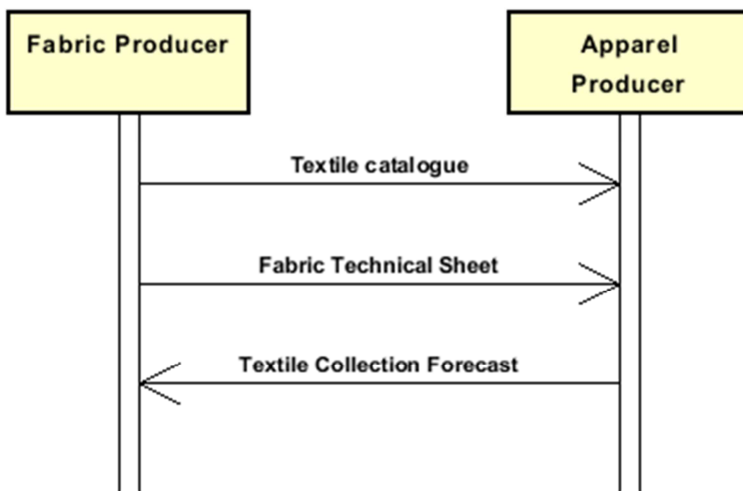 Fabric Producer
Apparel
Producer
Textile catalogue
Fabric Technical Sheet
Textile Collection Forecast